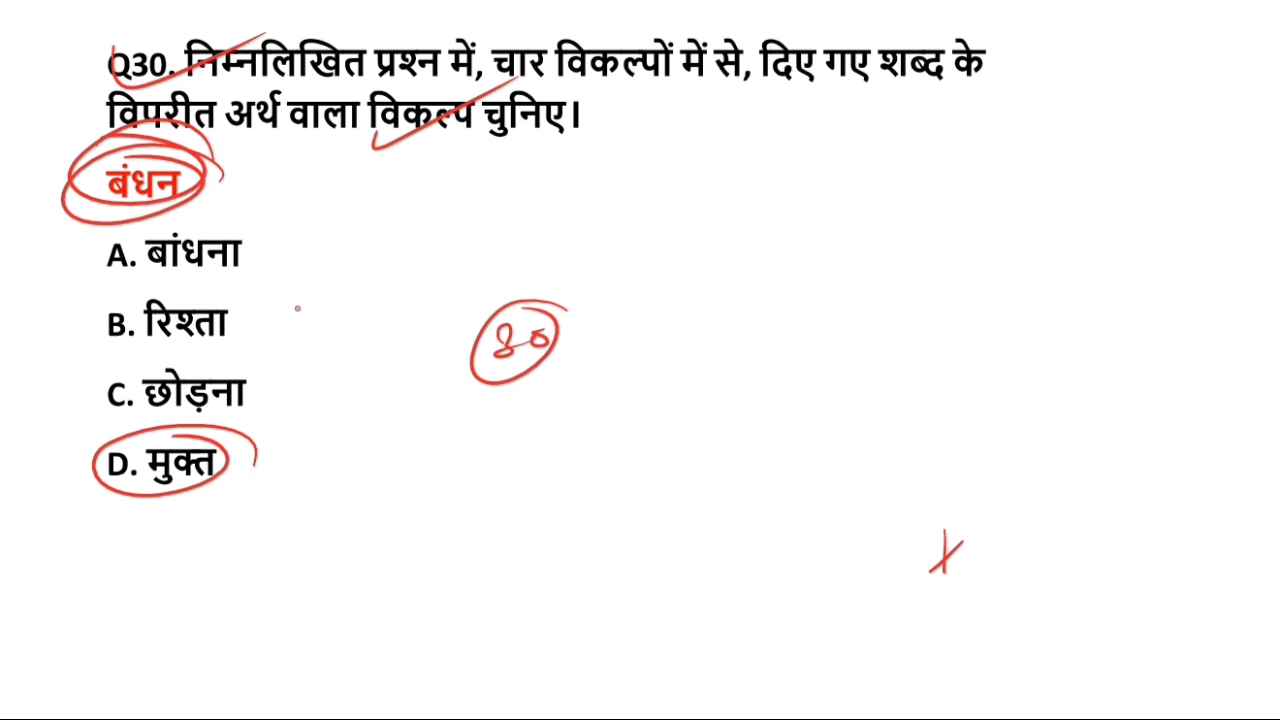 Q30. निम्नलिखित प्रश्न में, चार विकल्पों में से, दिए गए शब्द के
विपरीत अर्थ वाला विकल्प चुनिए।
बंधन
A. बांधना
B. रिश्ता
C. छोड़ना
D. मुक्त